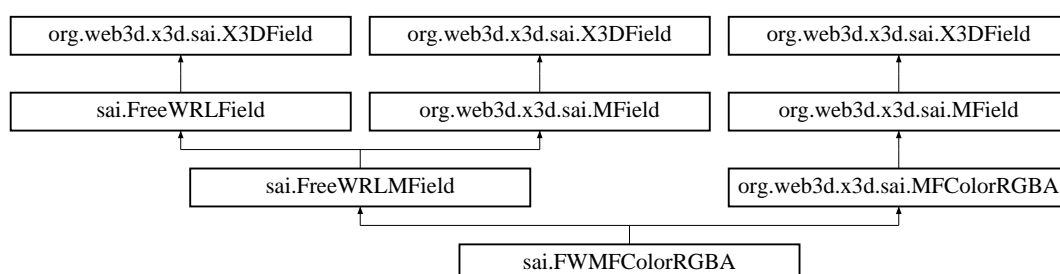 org.web3d.x3d.sai.X3DField org.web3d.x3d.sai.X3DField org.web3d.x3d.sai.X3DField
sai.FreeWRLField org.web3d.x3d.sai.MField org.web3d.x3d.sai.MField
sai.FreeWRLMField org.web3d.x3d.sai.MFColorRGBA
sai.FWMFColorRGBA